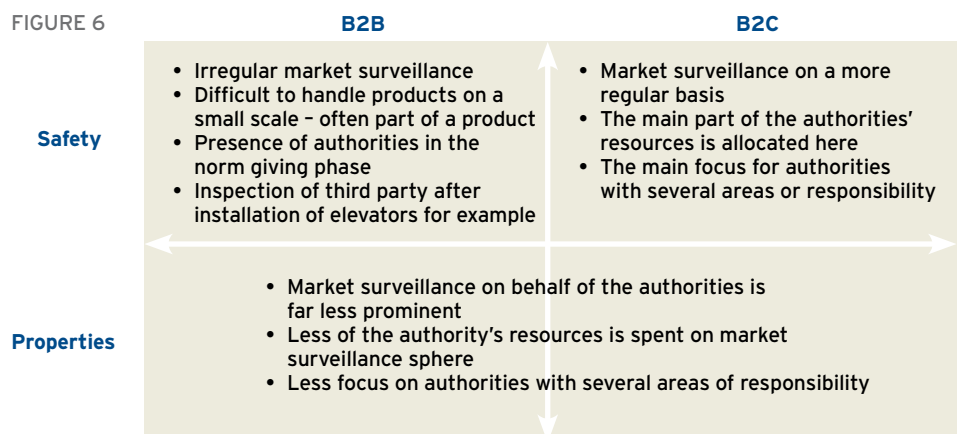 FIGURE 6
B2B
B2C
Safety
• Irregular market surveillance
• Difficult to handle products on a
small scale – often part of a product
• Presence of authorities in the
norm giving phase
• Inspection of third party after
installation of elevators for example
• Market surveillance on a more
regular basis
• The main part of the authorities’
resources is allocated here
• The main focus for authorities
with several areas or responsibility
Properties
• Market surveillance on behalf of the authorities is
far less prominent
• Less of the authority’s resources is spent on market
surveillance sphere
• Less focus on authorities with several areas of responsibility